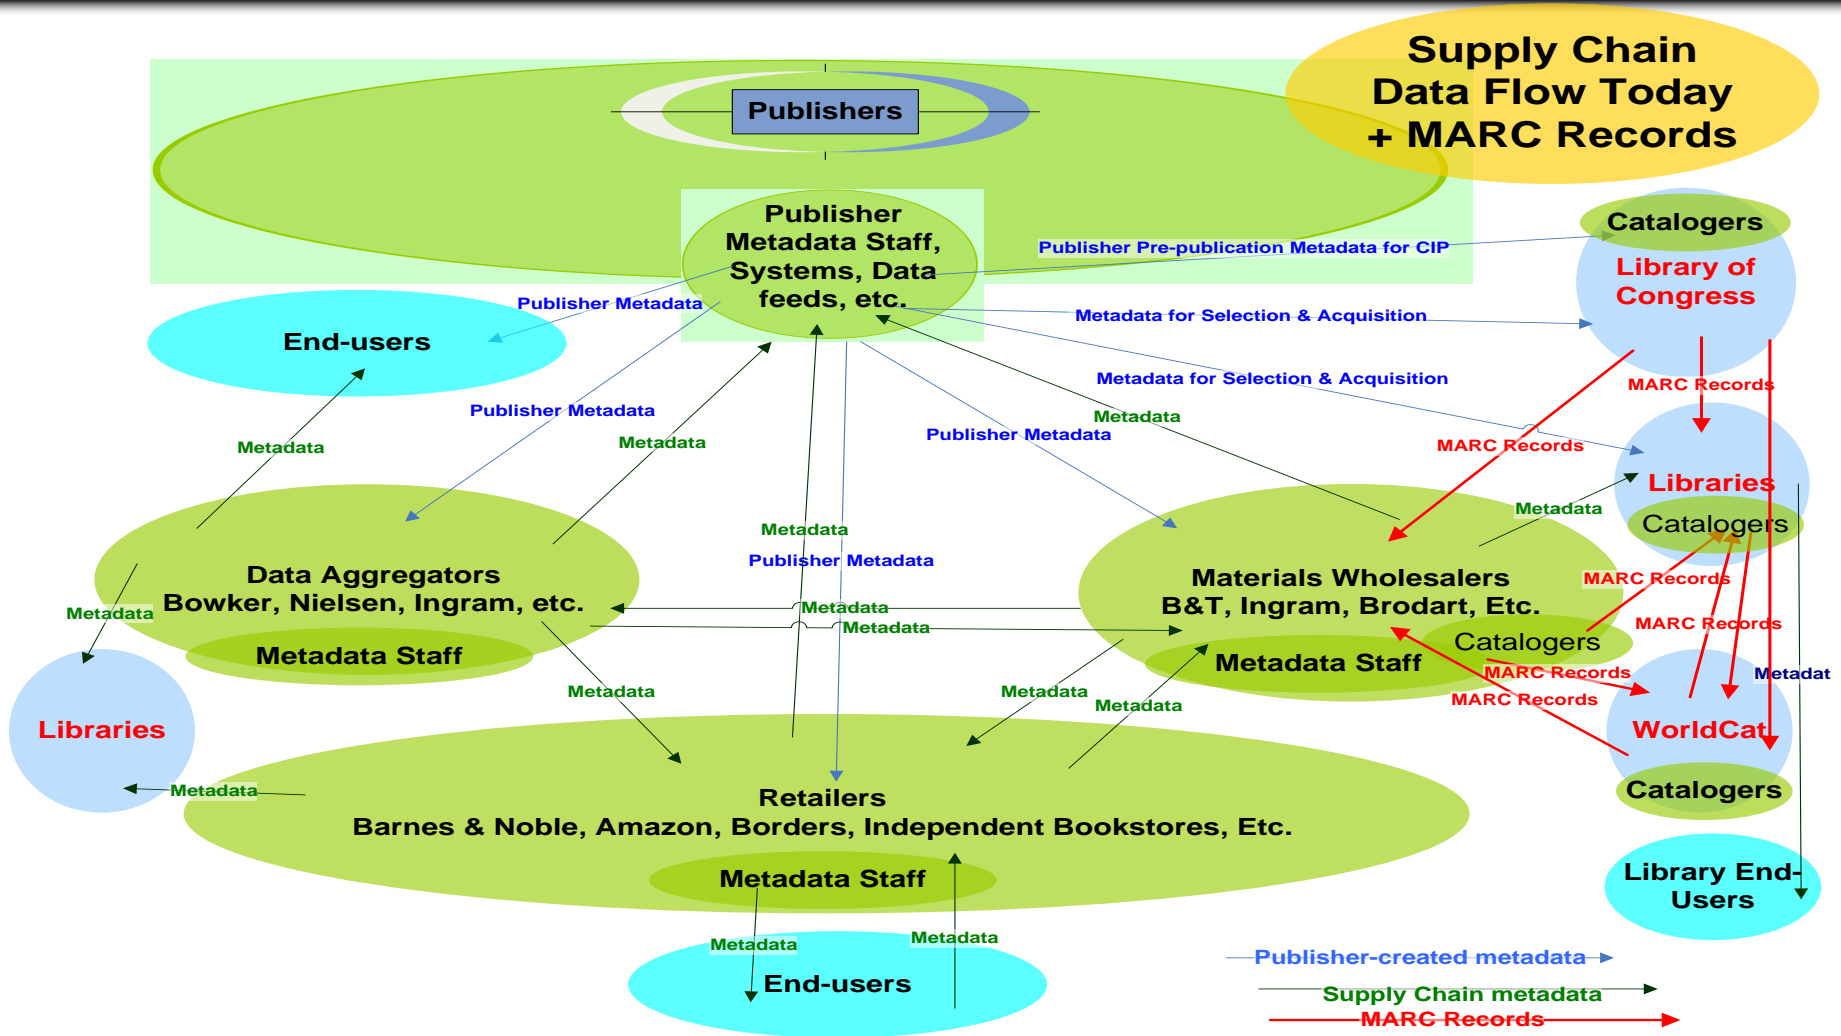 Supply Chain
Data Flow Today
+ MARC Records
Publishers
Publisher
Metadata Staff,
Systems, Data
feeds, etc.
Catalogers
Library of
Congress
Publisher Pre-publication Metadata for CIP
Publisher Metadata
Metadata for Selection & Acquisition
End-users
Metadata for Selection & Acquisition
MARC Records
Publisher Metadata
Metadata
Publisher Metadata
Metadata
Metadata
MARC Records
Libraries
Catalogers
Metadata
Metadata
Publisher Metadata
Data Aggregators
Bowker, Nielsen, Ingram, etc.
Metadata Staff
Materials Wholesalers
B&T, Ingram, Brodart, Etc.
Catalogers
Metadata Staff
MARC Records
Metadata
Metadata
Metadata
MARC Records
MARC Records
MARC Records
Metadat
Metadata
Metadata
Metadata
Libraries
WorldCat
Catalogers
Metadata
Retailers
Barnes & Noble, Amazon, Borders, Independent Bookstores, Etc.
Metadata Staff
Library End-
Users
Metadata
Metadata
End-users
Publisher-created metadata
Supply Chain metadata
MARC Records